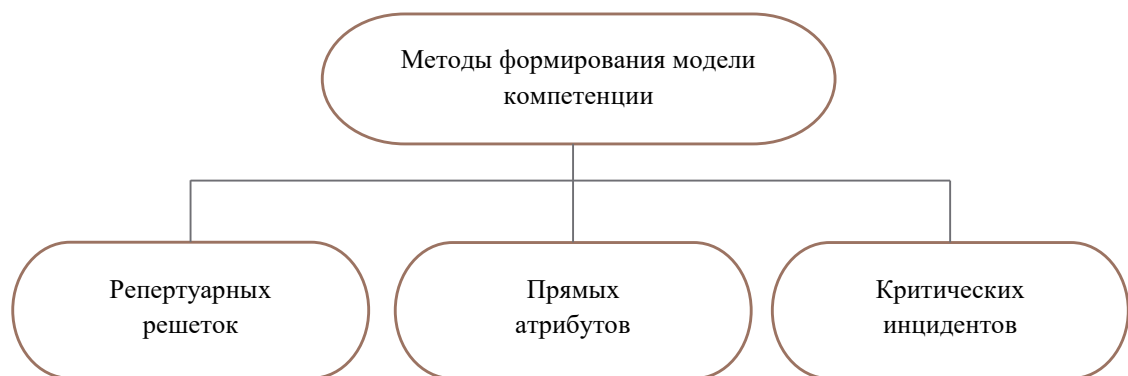 Методы формирования модели
компетенции
Репертуарных
решеток
Прямых
атрибутов
Критических
инцидентов